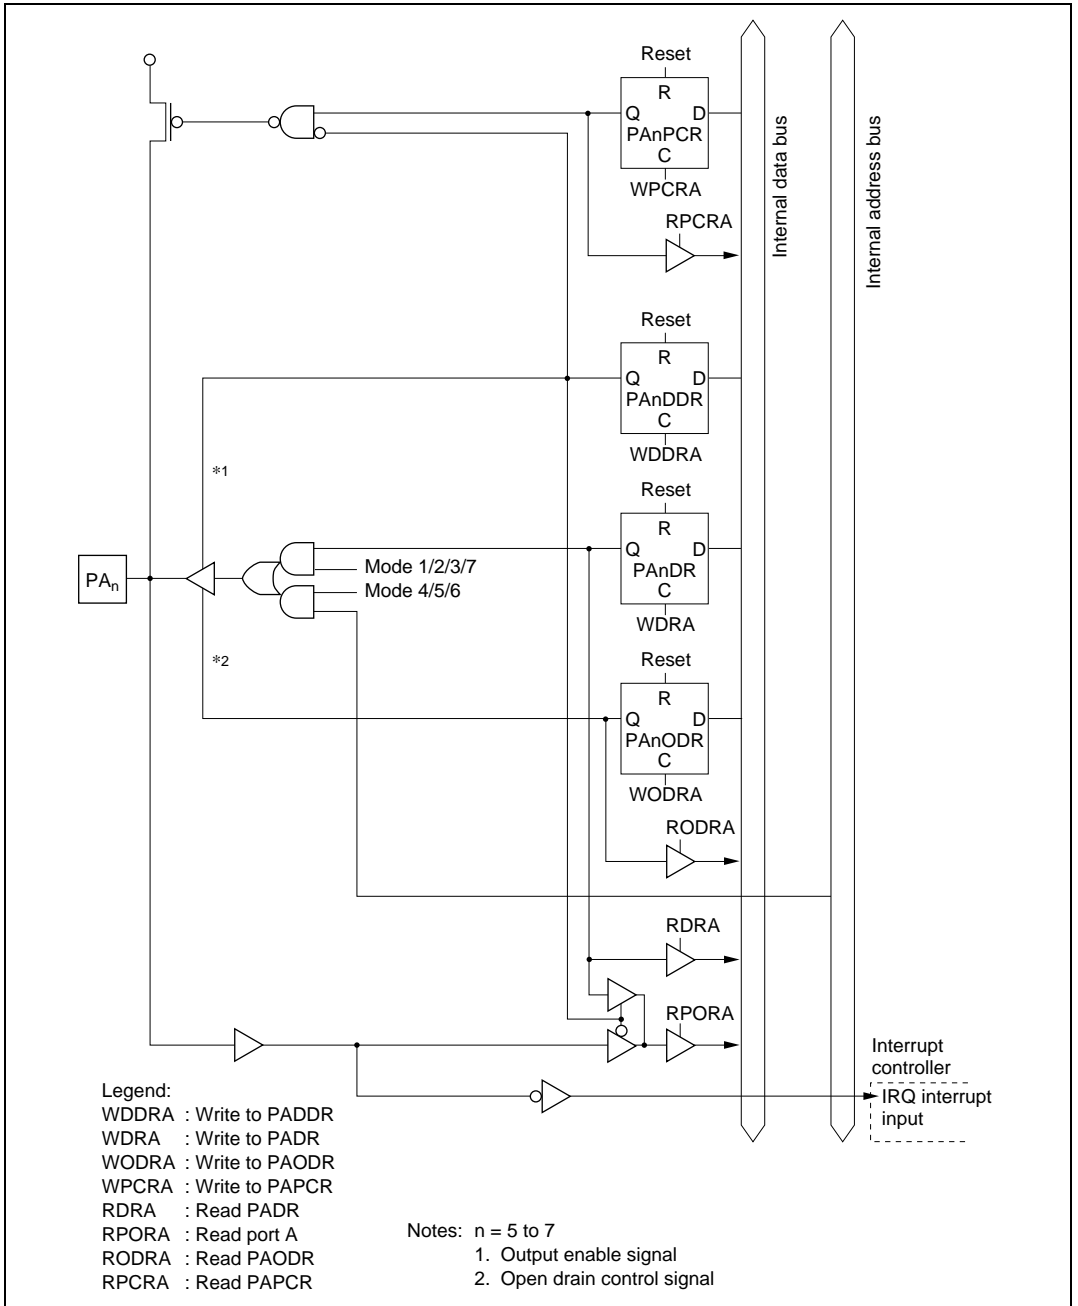 Reset
R
Q D
PAnPCR
C
WPCRA
RPCRA
Internal data bus
Internal address bus
Reset
R
Q D
PAnDDR
C
WDDRA
*1
Reset
R
Q D
PAnDR
C
WDRA
Mode 1/2/3/7
Mode 4/5/6
PAn
*2
Reset
R
Q D
PAnODR
C
WODRA
RODRA
RDRA
RPORA
Interrupt
controller
IRQ interrupt
input
Legend:
WDDRA : Write to PADDR
WDRA : Write to PADR
WODRA : Write to PAODR
WPCRA : Write to PAPCR
RDRA : Read PADR
RPORA : Read port A
RODRA : Read PAODR
RPCRA : Read PAPCR
Notes: n = 5 to 7
1. Output enable signal
2. Open drain control signal